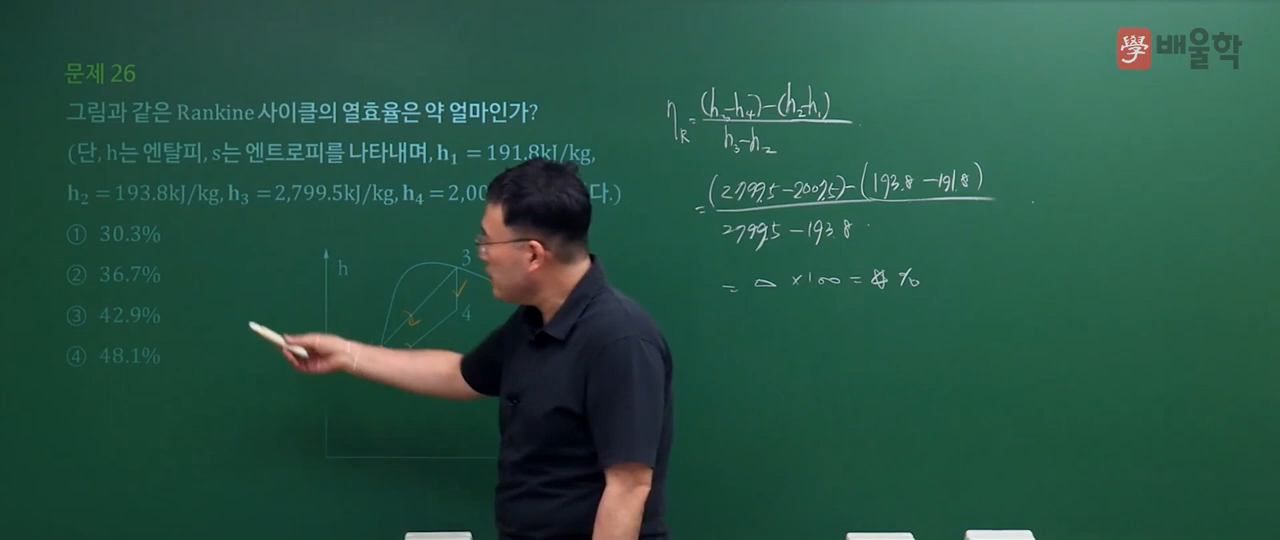 學 배울학
문제 26
그림과 같은 Rankine 사이클의 열효율은 약 얼마인가?
(단, h는 엔탈피, s는 엔트로피를 나타내며, h₁ = 191.8kJ/kg,
h₂ = 193.8kJ/kg, h₃ = 2,799.5kJ/kg, h₄ = 2,00 다.)
① 30.3%
② 36.7%
③ 42.9%
④ 48.1%
h
3
4
η_R = (h₃-h₄)-(h₂-h₁) / h₃-h₂
= (2799.5-2007.5)-(193.8-191.8) / 2799.5-193.8
= △ ×100 = %